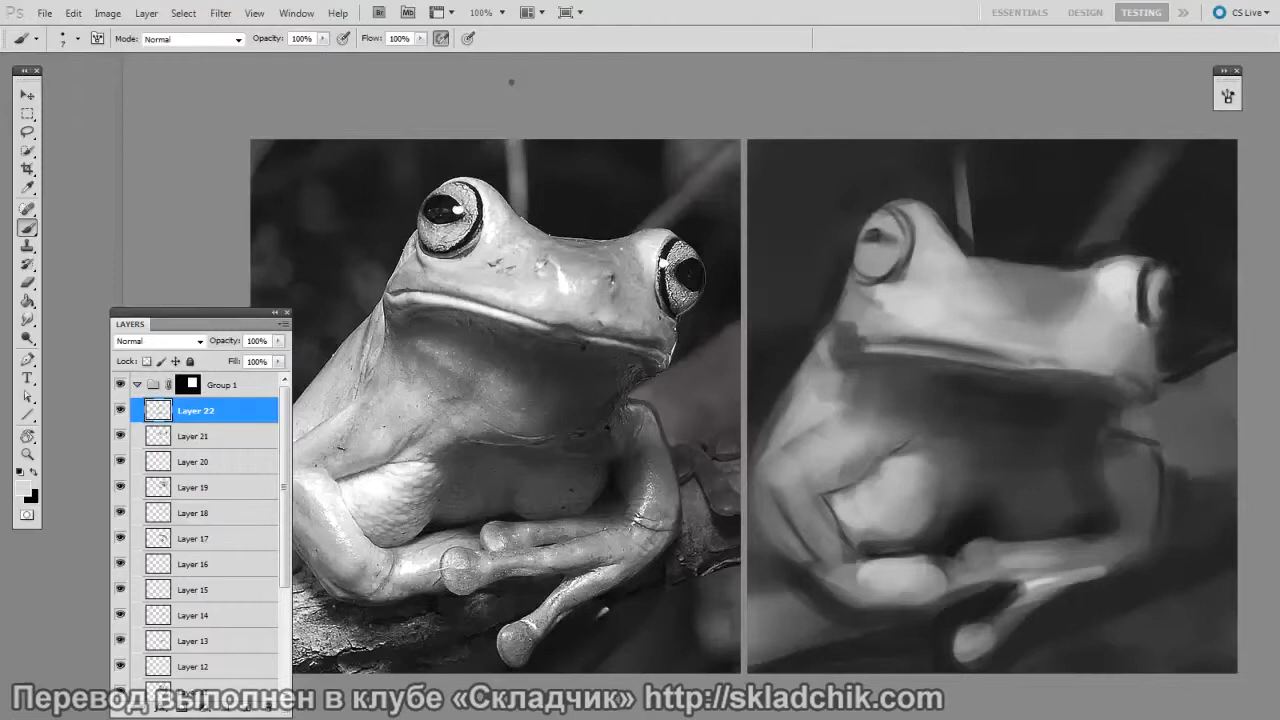 Ps File Edit Image Layer Select Filter View Window Help Br Mb 100% ESSENTIALS DESIGN TESTING CS Live
7 Mode: Normal Opacity: 100% Flow: 100%
LAYERS
Normal Opacity: 100%
Lock: Fill: 100%
Group 1
Layer 22
Layer 21
Layer 20
Layer 19
Layer 18
Layer 17
Layer 16
Layer 15
Layer 14
Layer 13
Layer 12
Перевод выполнен в клубе «Складчик» http://skladchik.com